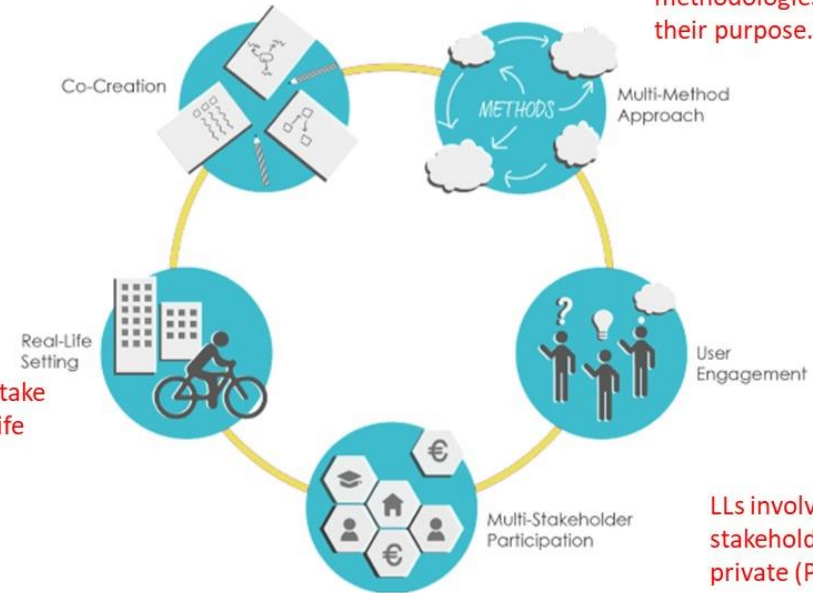 methodologies
their purpose.
Co-Creation
METHODS
Multi-Method
Approach
Real-Life
Setting
take
ife
?
User
Engagement
€
€
Multi-Stakeholder
Participation
LLs involv
stakehold
private (P